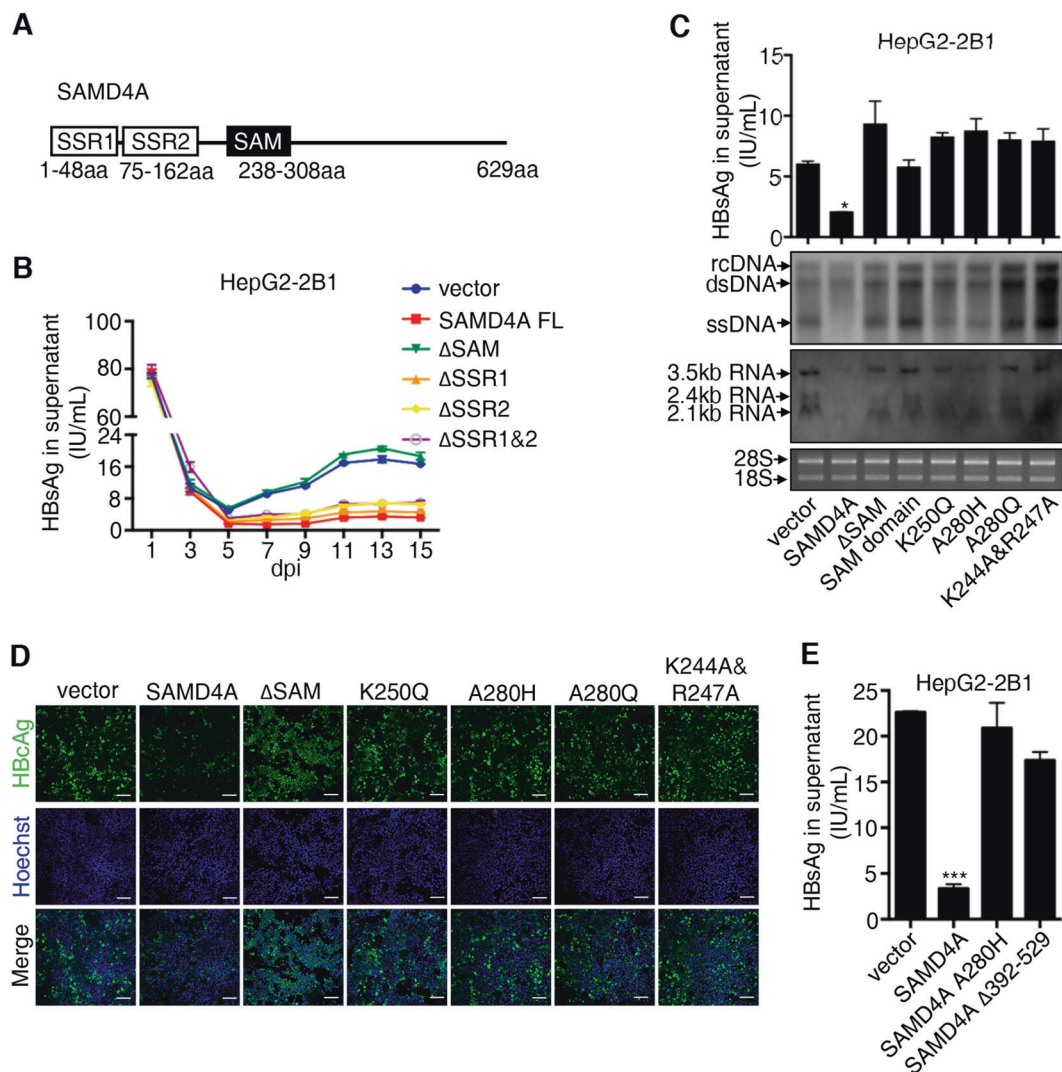 A
SAMD4A
SSR1 SSR2 SAM
1-48aa 75-162aa 238-308aa 629aa
B
HepG2-2B1
HBsAg in supernatant
(IU/mL)
100
80
60
24
16
8
0
1 3 5 7 9 11 13 15
dpi
vector
SAMD4A FL
ΔSAM
ΔSSR1
ΔSSR2
ΔSSR1&2
C
HepG2-2B1
HBsAg in supernatant
(IU/mL)
15
10
5
0
*
rcDNA
dsDNA
ssDNA
3.5kb RNA
2.4kb RNA
2.1kb RNA
28S
18S
vector
SAMD4A
ΔSAM
SAM domain
K250Q
A280H
A280Q
K244A&R247A
D
vector SAMD4A ΔSAM K250Q A280H A280Q K244A&
R247A
HBcAg
Hoechst
Merge
E
HepG2-2B1
HBsAg in supernatant
(IU/mL)
25
20
15
10
5
0
***
vector
SAMD4A
SAMD4A A280H
SAMD4A Δ392-529